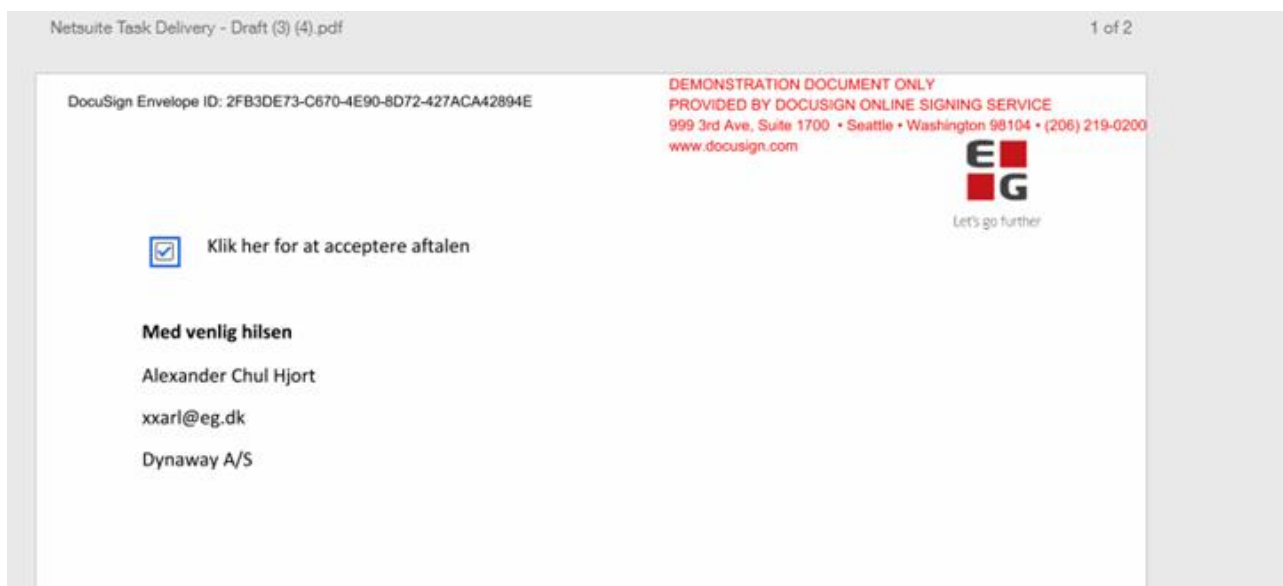 Netsuite Task Delivery - Draft (3) (4).pdf
1 of 2
DocuSign Envelope ID: 2FB3DE73-C670-4E90-8D72-427ACA42894E
DEMONSTRATION DOCUMENT ONLY
PROVIDED BY DOCUSIGN ONLINE SIGNING SERVICE
999 3rd Ave, Suite 1700 • Seattle • Washington 98104 • (206) 219-0200
www.docusign.com
E
G
Let's go further
Klik her for at acceptere aftalen
Med venlig hilsen
Alexander Chul Hjort
xxarl@eg.dk
Dynaway A/S